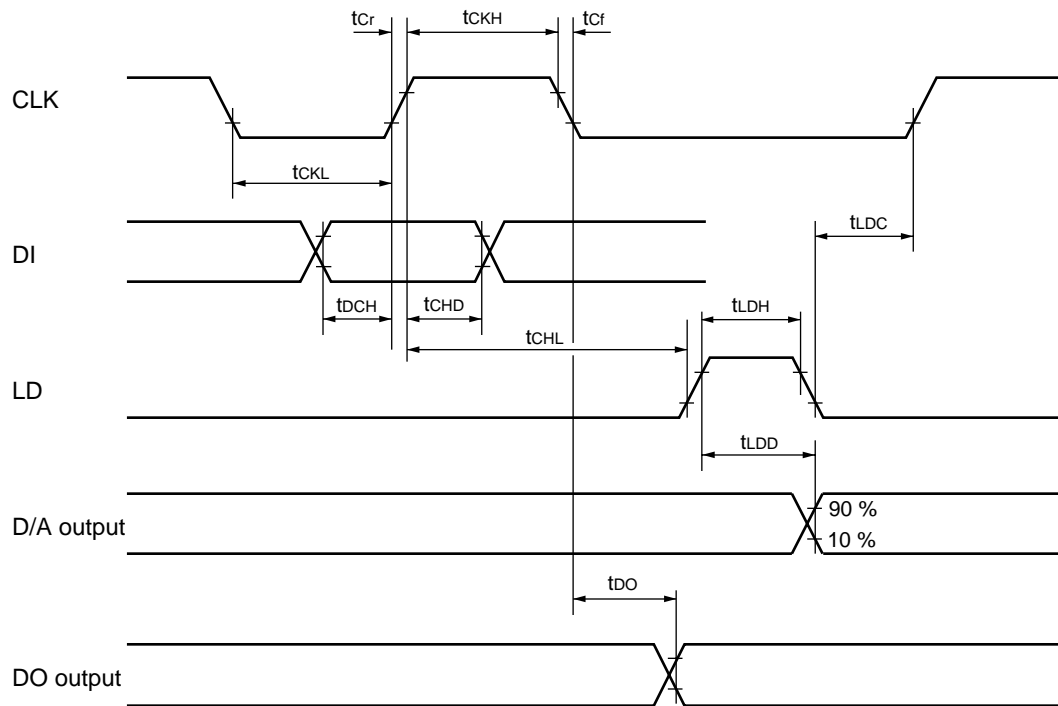 tCr
tCKH
tCf
CLK
tCKL
tLDC
DI
tDCH
tCHD
tLDH
tCHL
LD
tLDD
D/A output
90 %
10 %
tDO
DO output